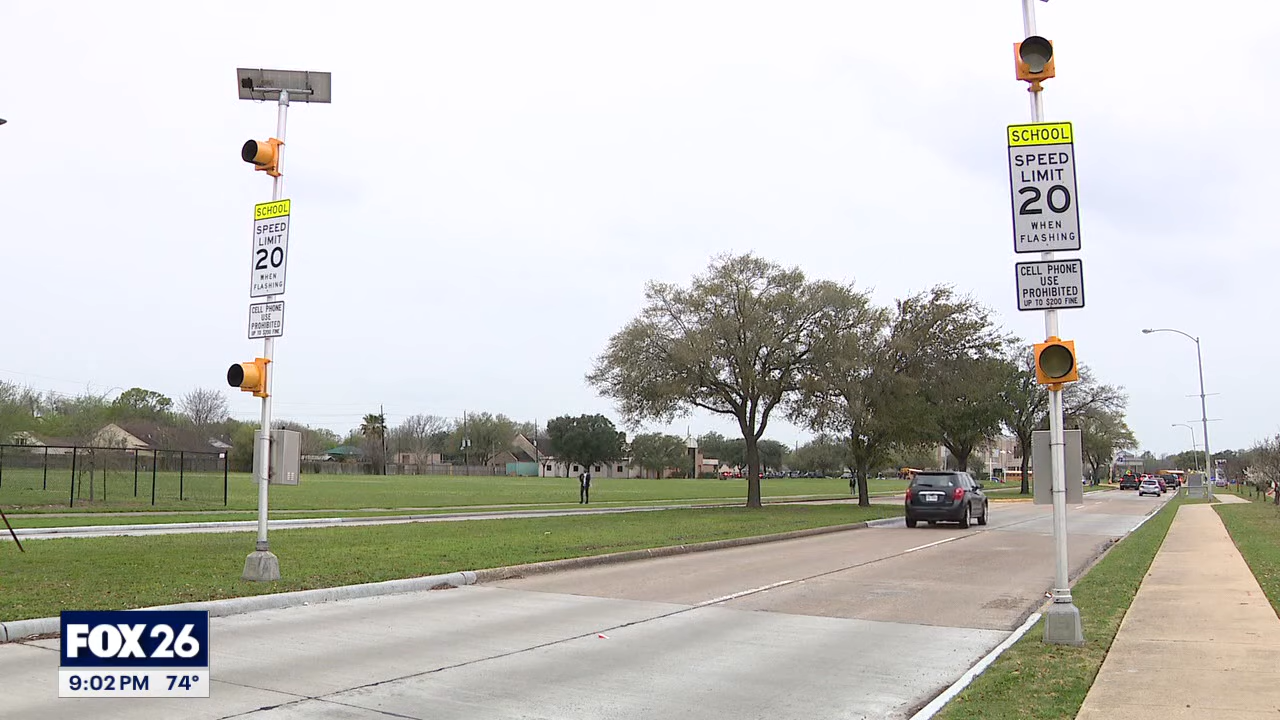 SCHOOL
SPEED
LIMIT
20
WHEN
FLASHING
CELL PHONE
USE
PROHIBITED
UP TO $200 FINE
SCHOOL
SPEED
LIMIT
20
WHEN
FLASHING
CELL PHONE
USE
PROHIBITED
UP TO $200 FINE
FOX 26
9:02 PM 74°